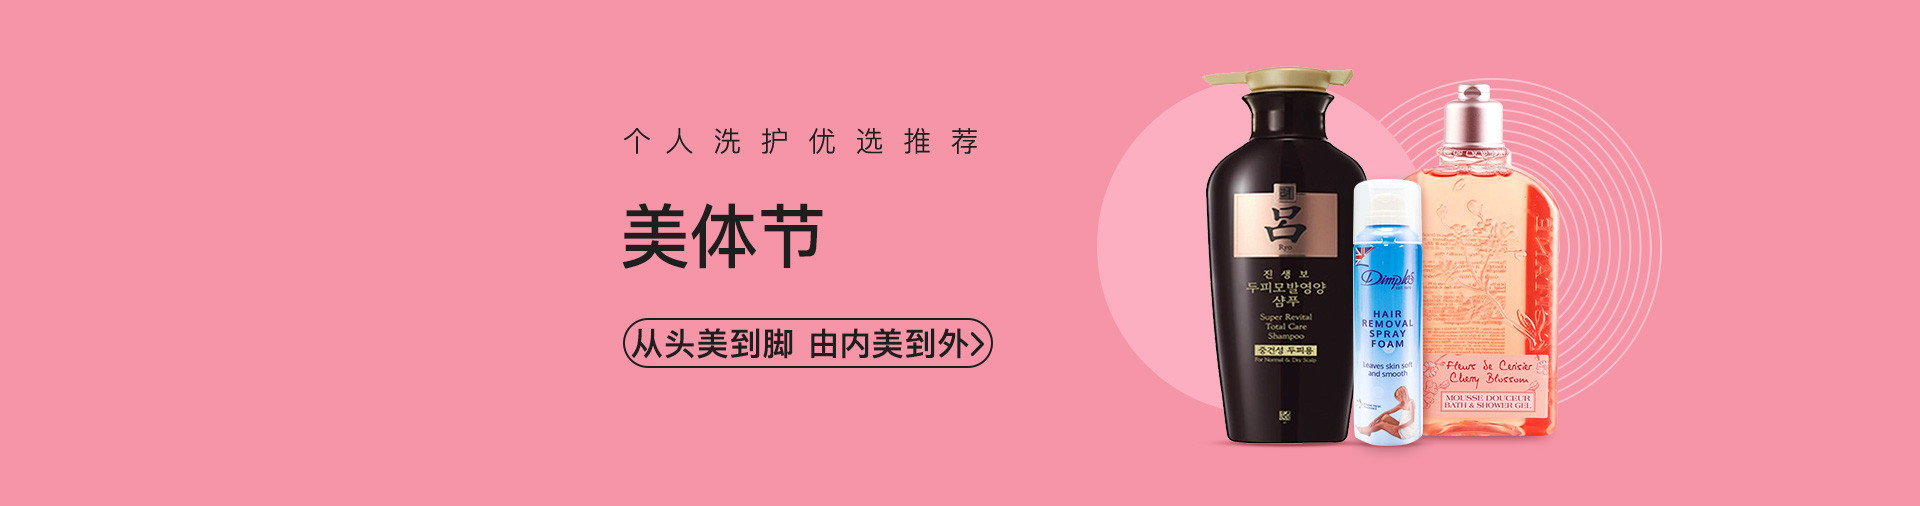 个人洗护优选推荐
美体节
从头美到脚 由内美到外>
呂
Ryo
진생보
두피모발영양
샴푸
Super Revital
Total Care
Shampoo
중건성 두피용
For Normal & Dry Scalp
Dimples
HAIR
REMOVAL
SPRAY
FOAM
Leaves skin soft
and smooth
Fleurs de Cerisier
Cherry Blossom
MOUSSE DOUCEUR
BATH & SHOWER GEL